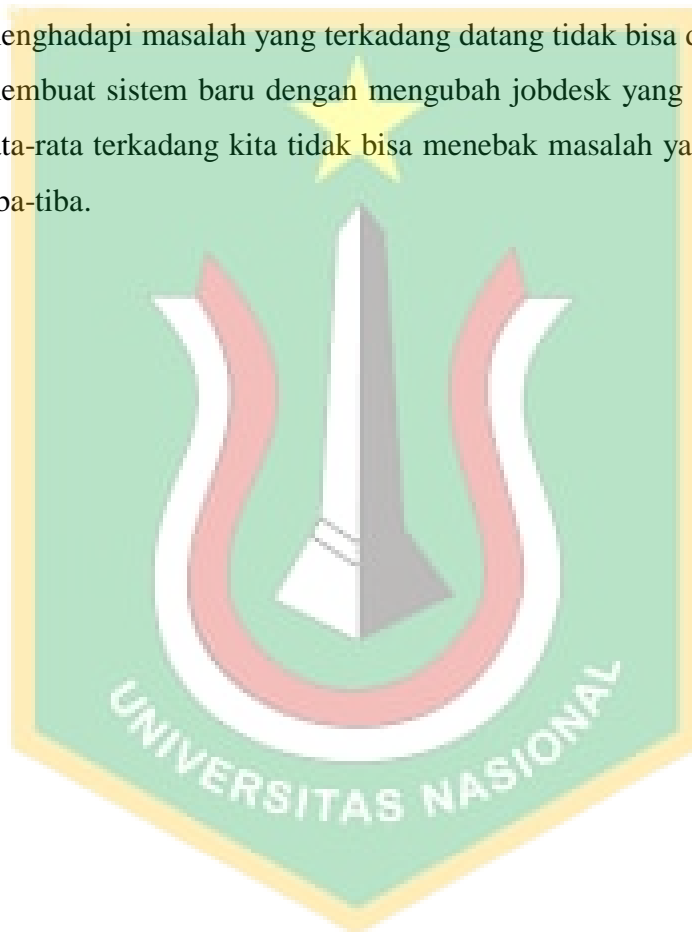 enghadapi masalah yang terkadang datang tidak bisa
embuat sistem baru dengan mengubah jobdesk yang
ta-rata terkadang kita tidak bisa menebak masalah ya
ba-tiba.
UNIVERSITAS NASIONAL